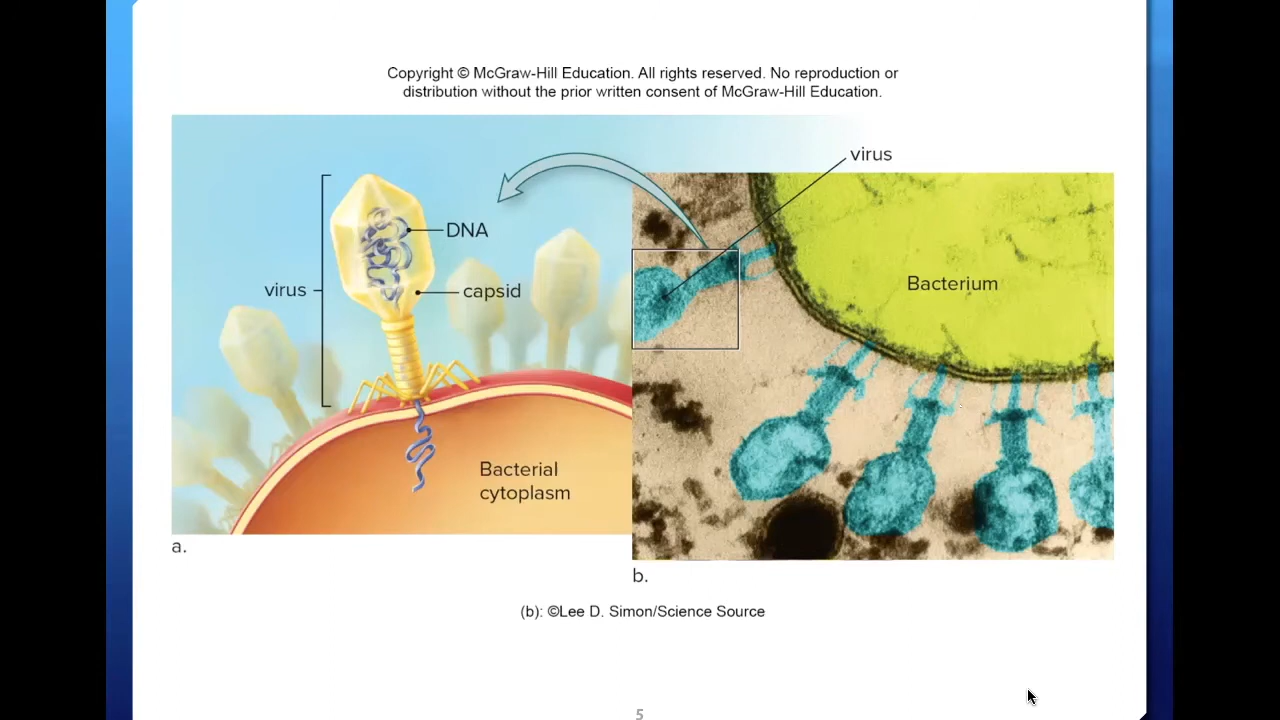 Copyright © McGraw-Hill Education. All rights reserved. No reproduction or
distribution without the prior written consent of McGraw-Hill Education.
virus
DNA
virus
capsid
Bacterium
Bacterial
cytoplasm
a.
b.
(b): ©Lee D. Simon/Science Source
5